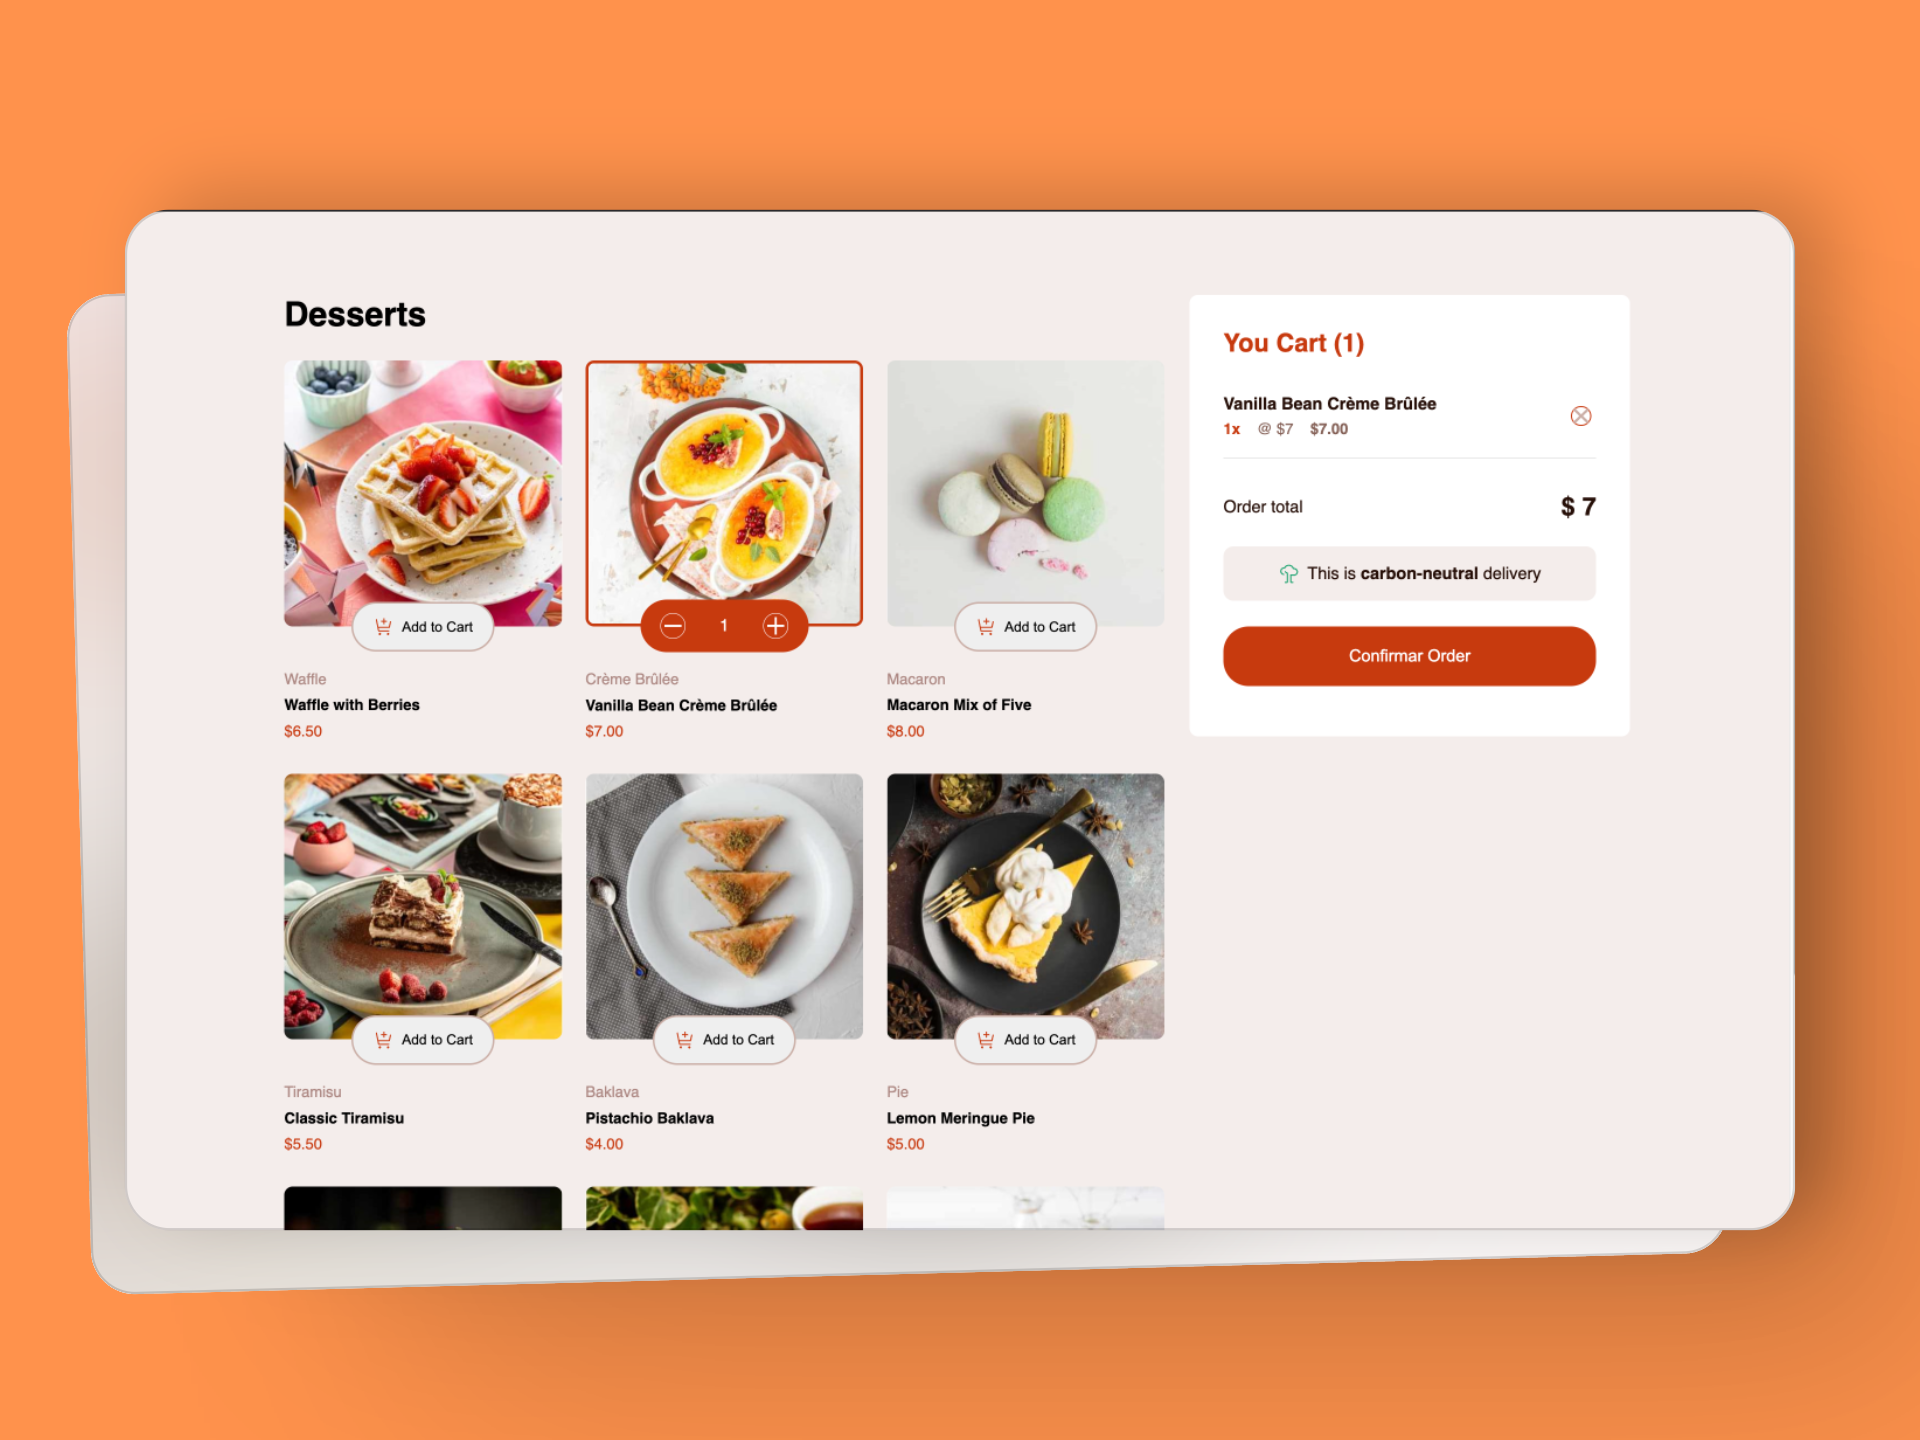 Desserts
Add to Cart
Waffle
Waffle with Berries
$6.50
1
Crème Brûlée
Vanilla Bean Crème Brûlée
$7.00
Add to Cart
Macaron
Macaron Mix of Five
$8.00
Add to Cart
Tiramisu
Classic Tiramisu
$5.50
Add to Cart
Baklava
Pistachio Baklava
$4.00
Add to Cart
Pie
Lemon Meringue Pie
$5.00
You Cart (1)
Vanilla Bean Crème Brûlée
1x @ $7 $7.00
Order total $ 7
This is carbon-neutral delivery
Confirmar Order